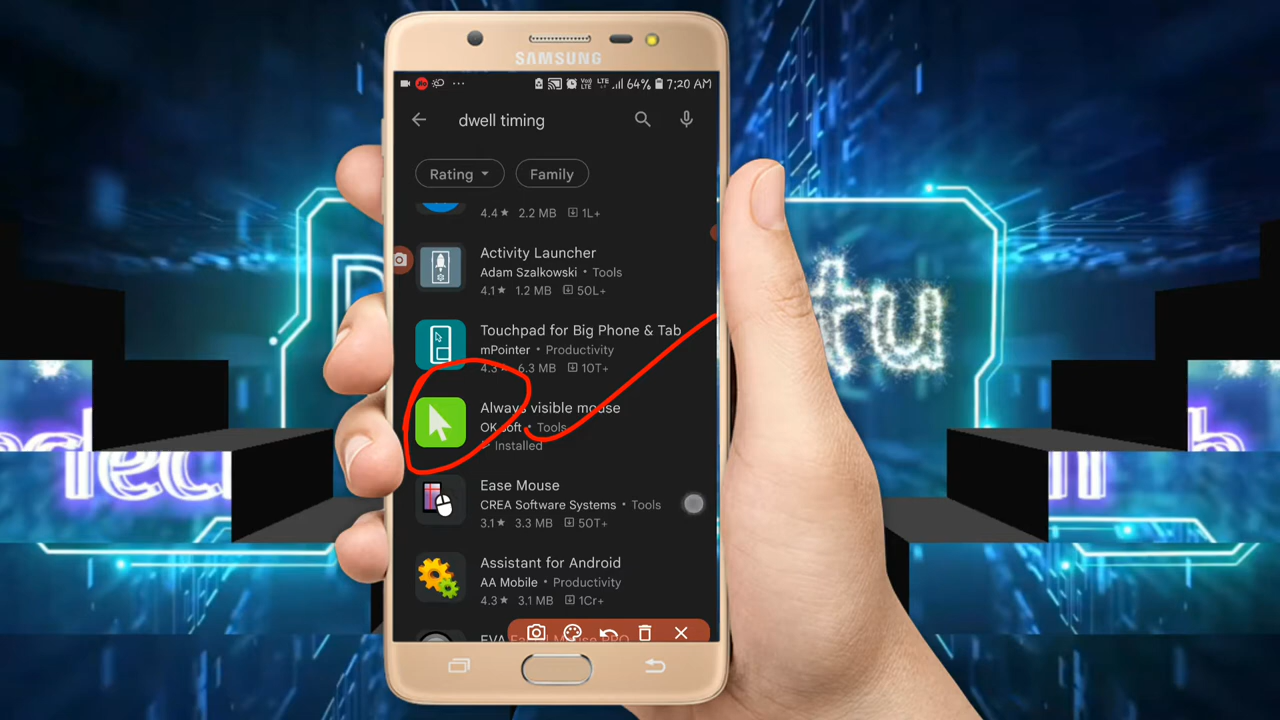 SAMSUNG
64% 7:20 AM
dwell timing
Rating Family
4.4★ 2.2 MB 1L+
Activity Launcher
Adam Szalkowski • Tools
4.1★ 1.2 MB 50L+
Touchpad for Big Phone & Tab
mPointer • Productivity
4.3★ 6.3 MB 10T+
Always visible mouse
OK soft • Tools
Installed
Ease Mouse
CREA Software Systems • Tools
3.1★ 3.3 MB 50T+
Assistant for Android
AA Mobile • Productivity
4.3★ 3.1 MB 1Cr+
tu